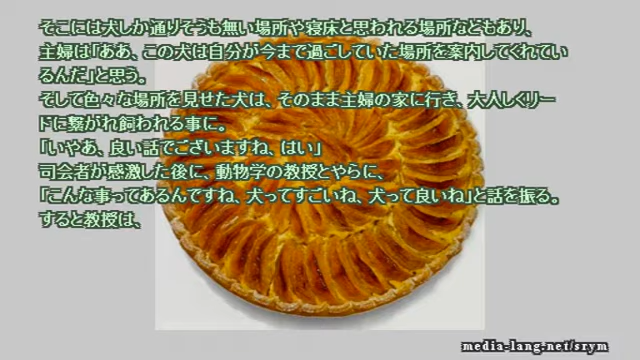 そこには犬しか通りそうも無い場所や寝床と思われる場所などもあり、
主婦は｢ああ、この犬は自分が今まで過ごしていた場所を案内してくれてい
るんだ｣と思う。
そして色々な場所を見せた犬は、そのまま主婦の家に行き、大人しくリー
ドに繋がれ飼われる事に。
｢いやあ、良い話でございますね、はい｣
司会者が感激した後に、動物学の教授とやらに、
｢こんな事ってあるんですね、犬ってすごいね、犬って良いね｣と話を振る。
すると教授は、
media-lang-net/srym